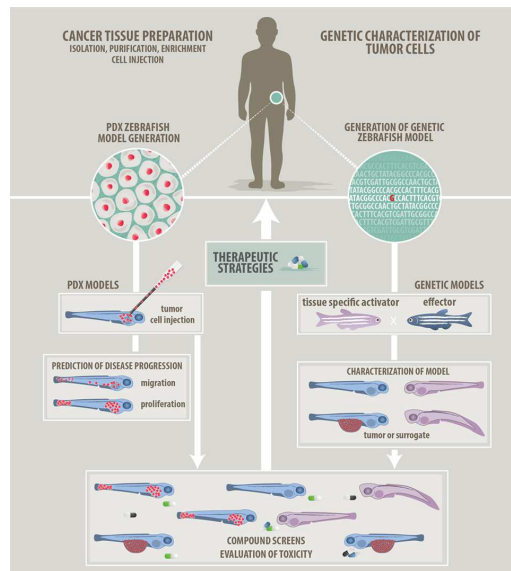 CANCER TISSUE PREPARATION
ISOLATION, PURIFICATION, ENRICHMENT
CELL INJECTION
GENETIC CHARACTERIZATION OF
TUMOR CELLS
PDX ZEBRAFISH
MODEL GENERATION
GENERATION OF GENETIC
ZEBRAFISH MODEL
THERAPEUTIC
STRATEGIES
PDX MODELS
tumor
cell injection
GENETIC MODELS
tissue specific activator
x
effector
PREDICTION OF DISEASE PROGRESSION
migration
proliferation
CHARACTERIZATION OF MODEL
tumor or surrogate
COMPOUND SCREENS
EVALUATION OF TOXICITY